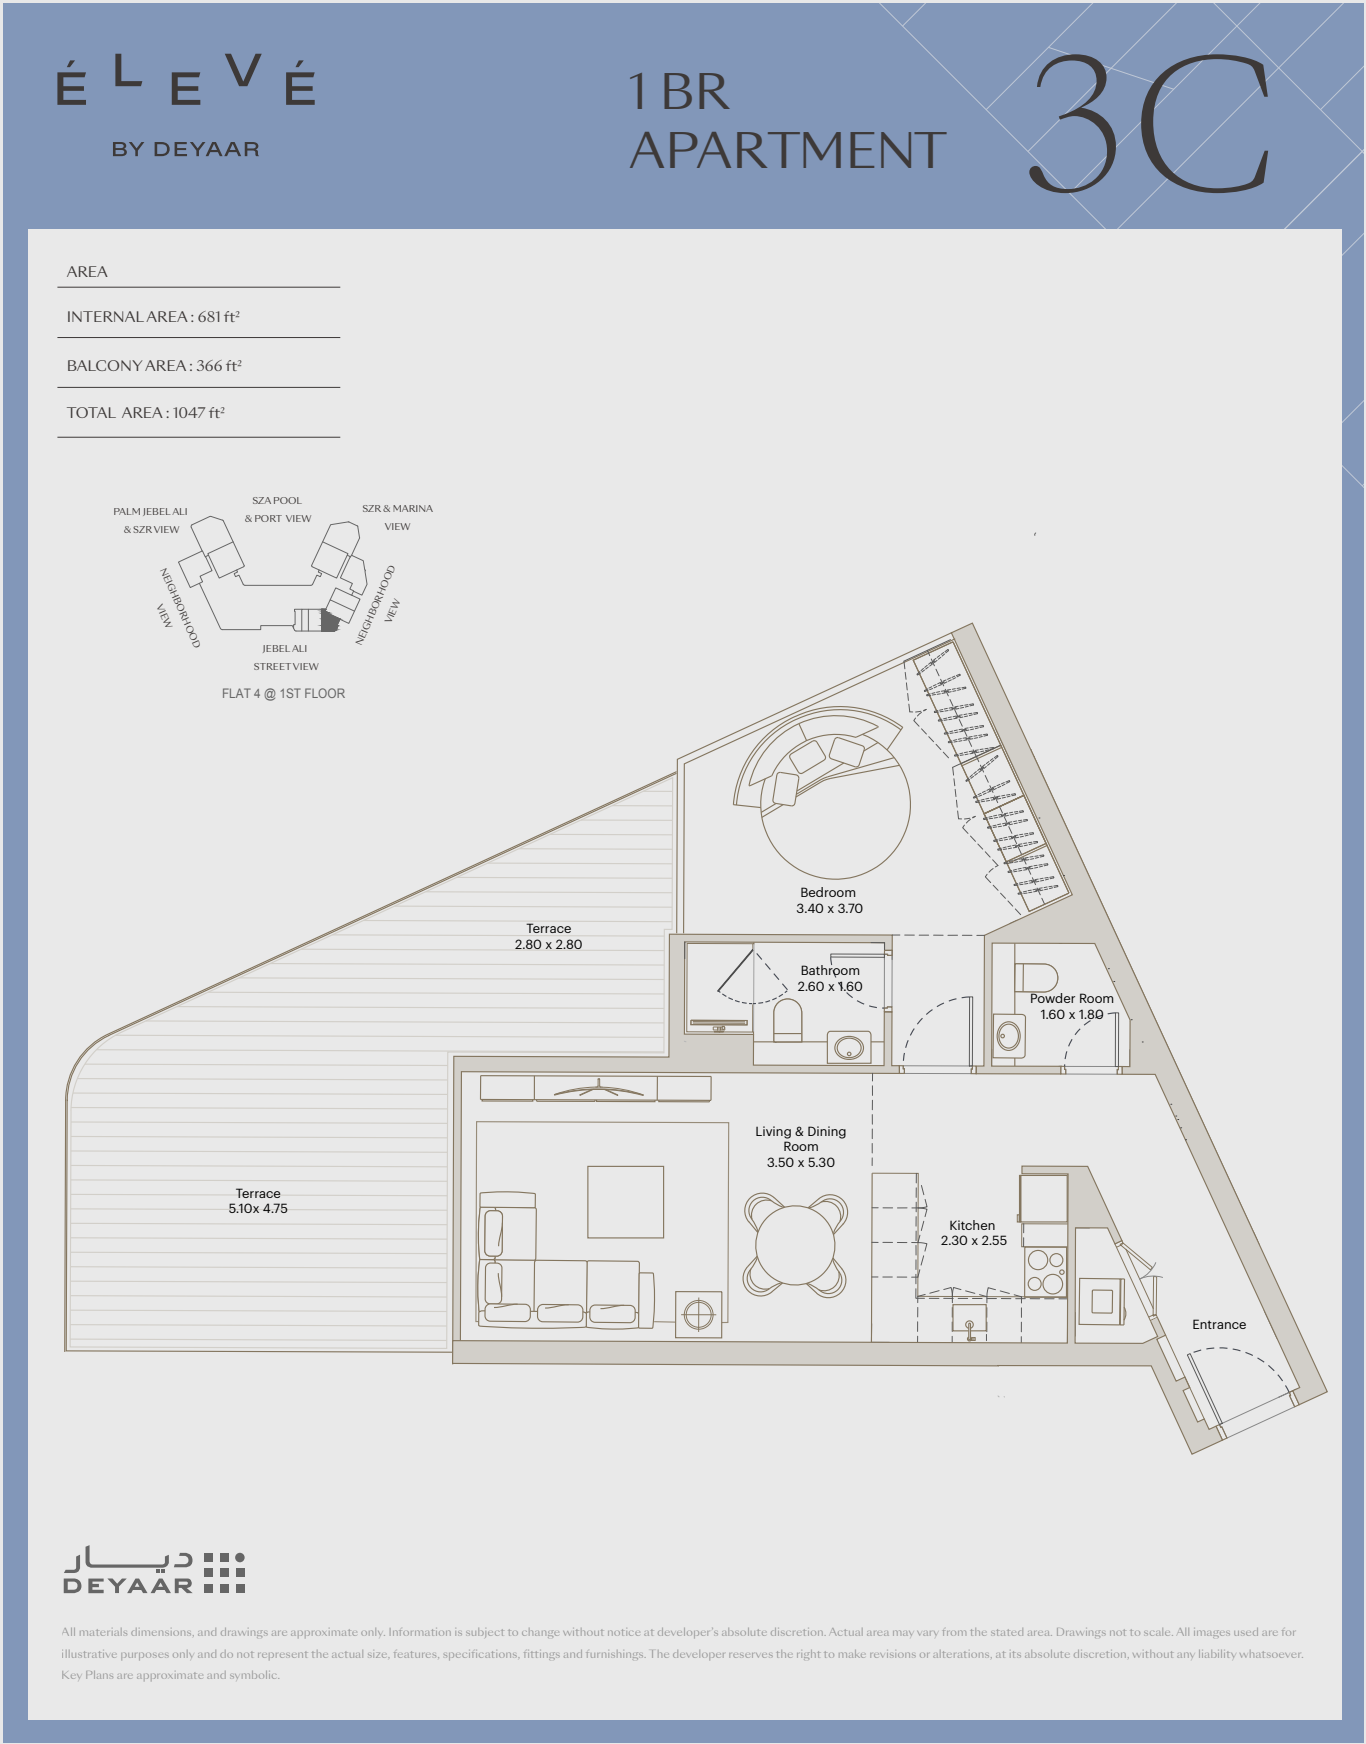 ÉLEVÉ
BY DEYAAR
1 BR
APARTMENT
3C
AREA
INTERNAL AREA : 681 ft²
BALCONY AREA : 366 ft²
TOTAL AREA : 1047 ft²
SZA POOL
& PORT VIEW
PALM JEBEL ALI
& SZR VIEW
SZR & MARINA
VIEW
NEIGHBORHOOD
VIEW
NEIGHBORHOOD
VIEW
JEBEL ALI
STREET VIEW
FLAT 4 @ 1ST FLOOR
Bedroom
3.40 x 3.70
Terrace
2.80 x 2.80
Bathroom
2.60 x 1.60
Powder Room
1.60 x 1.80
Living & Dining
Room
3.50 x 5.30
Terrace
5.10x 4.75
Kitchen
2.30 x 2.55
Entrance
ديار
DEYAAR
All materials dimensions, and drawings are approximate only. Information is subject to change without notice at developer's absolute discretion. Actual area may vary from the stated area. Drawings not to scale. All images used are for
illustrative purposes only and do not represent the actual size, features, specifications, fittings and furnishings. The developer reserves the right to make revisions or alterations, at its absolute discretion, without any liability whatsoever.
Key Plans are approximate and symbolic.